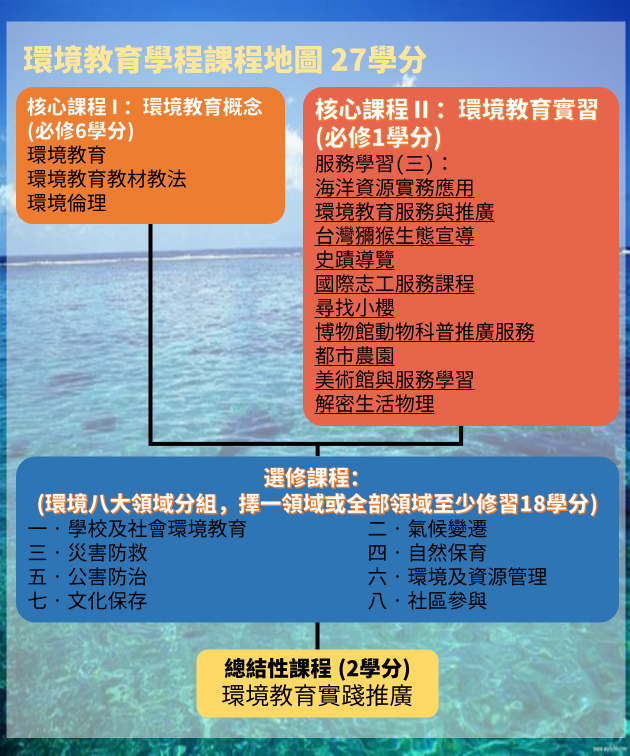 環境教育學程課程地圖 27學分
核心課程 I：環境教育概念
(必修6學分)
環境教育
環境教育教材教法
環境倫理
核心課程 II：環境教育實習
(必修1學分)
服務學習(三)：
海洋資源實務應用
環境教育服務與推廣
台灣獼猴生態宣導
史蹟導覽
國際志工服務課程
尋找小櫻
博物館動物科普推廣服務
都市農園
美術館與服務學習
解密生活物理
選修課程:
(環境八大領域分組，擇一領域或全部領域至少修習18學分)
一．學校及社會環境教育
二．氣候變遷
三．災害防救
四．自然保育
五．公害防治
六．環境及資源管理
七．文化保存
八．社區參與
總結性課程 (2學分)
環境教育實踐推廣